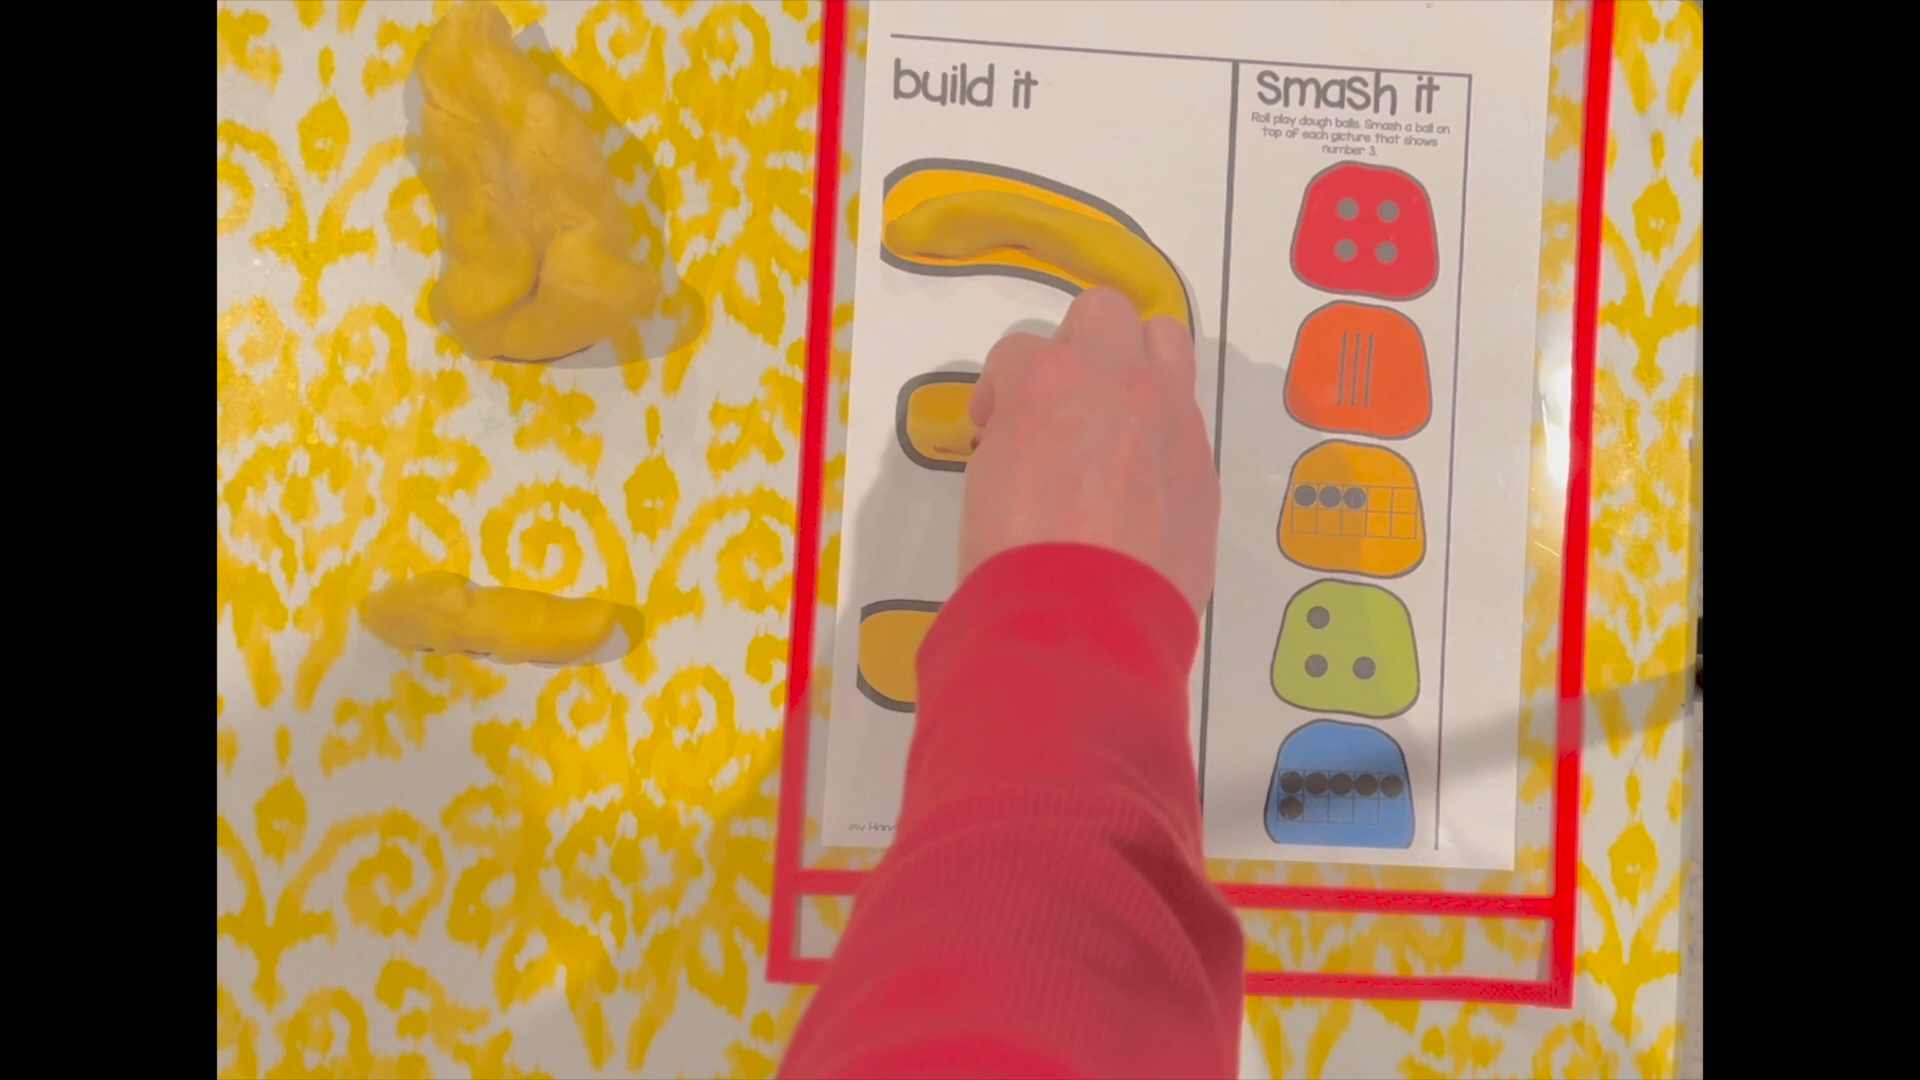 build it
smash it
Roll play dough balls. Smash a ball on
top of each picture that shows
number 3.